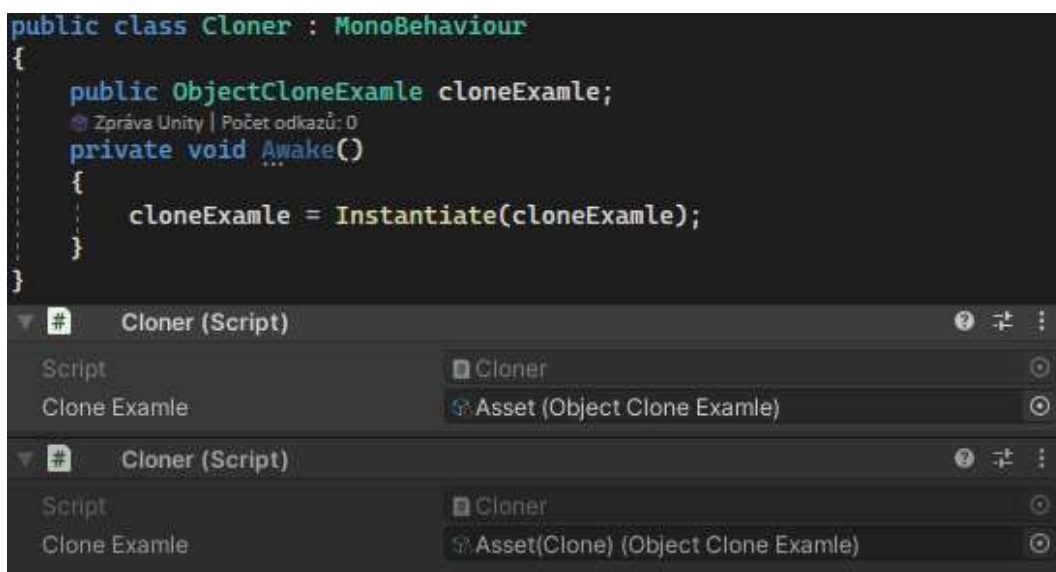 public class Cloner : MonoBehaviour
{
public ObjectCloneExamle cloneExamle;
Zpráva Unity | Počet odkazů: 0
private void Awake()
{
cloneExamle = Instantiate(cloneExamle);
}
}
# Cloner (Script)
Script Cloner
Clone Examle Asset (Object Clone Examle)
# Cloner (Script)
Script Cloner
Clone Examle Asset(Clone) (Object Clone Examle)